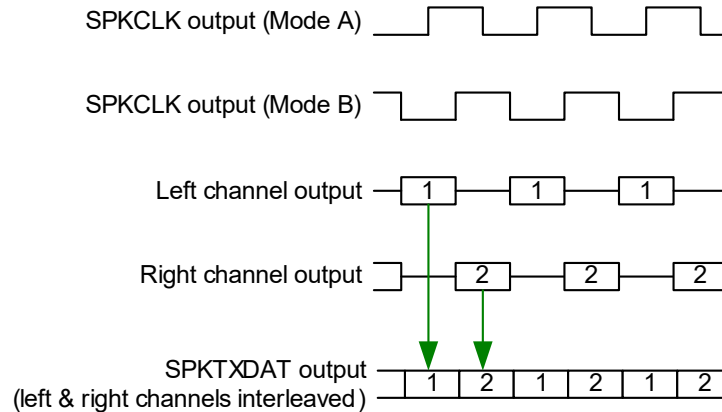 SPKCLK output (Mode A)
SPKCLK output (Mode B)
Left channel output 1 1 1
Right channel output 2 2 2
SPKTXDAT output
(left & right channels interleaved) 1 2 1 2 1 2